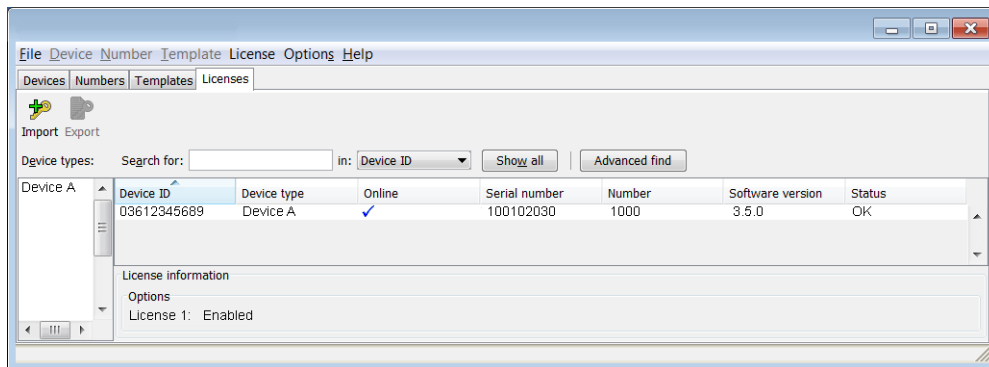 File Device Number Template License Options Help
Devices Numbers Templates Licenses
Import Export
Device types: Search for: in: Device ID Show all Advanced find
Device A
Device ID Device type Online Serial number Number Software version Status
03612345689 Device A 100102030 1000 3.5.0 OK
License information
Options
License 1: Enabled